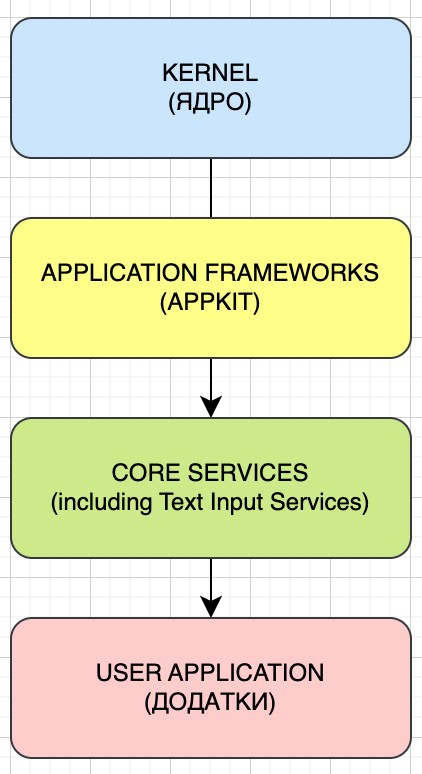 KERNEL
(ЯДРО)
APPLICATION FRAMEWORKS
(APPKIT)
CORE SERVICES
(including Text Input Services)
USER APPLICATION
(ДОДАТКИ)